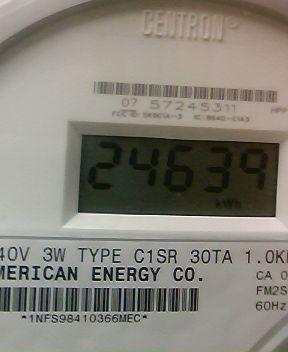 CENTRON®
07 57245311
24639
kWh
40V 3W TYPE C1SR 30TA 1.0K
MERICAN ENERGY CO.
CA 0
FM2S
60Hz
*1NFS98410366MEC*